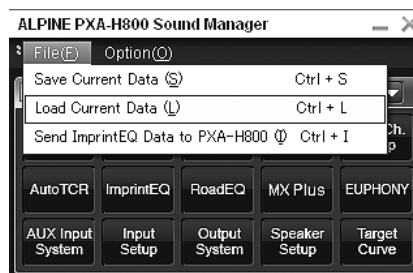 ALPINE PXA-H800 Sound Manager
File(F) Option(O)
Save Current Data (S) Ctrl + S
Load Current Data (L) Ctrl + L
Send ImprintEQ Data to PXA-H800 (I) Ctrl + I
AutoTCR ImprintEQ RoadEQ MX Plus EUPHONY
AUX Input System Input Setup Output System Speaker Setup Target Curve